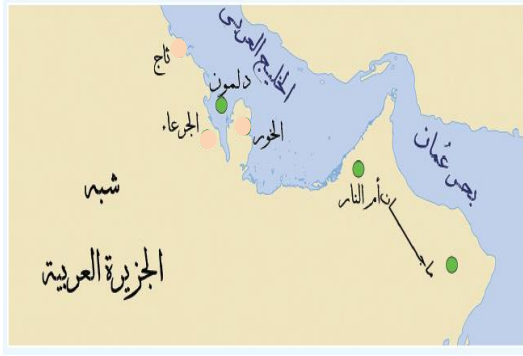 الخليج العربي
ثاج
دلمون
الجرعاء
الخور
بحر عُمان
أم النار
شبه
الجزيرة العربية